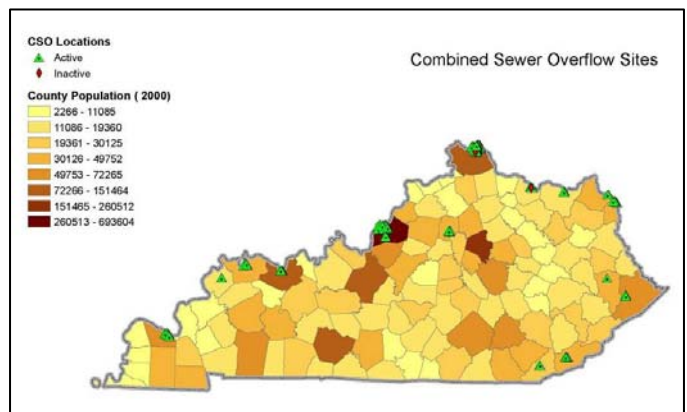 Combined Sewer Overflow Sites
CSO Locations
Active
Inactive
County Population ( 2000)
2266 - 11085
11086 - 19360
19361 - 30125
30126 - 49752
49753 - 72265
72266 - 151464
151465 - 260512
260513 - 693604